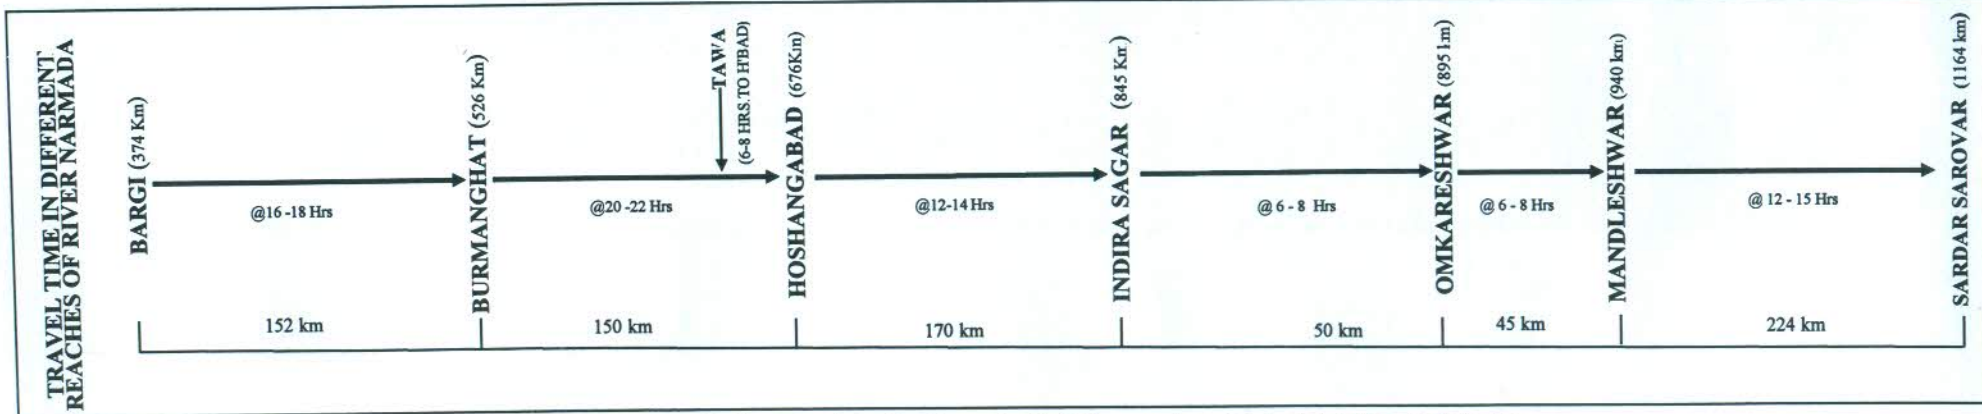 TRAVEL TIME IN DIFFERENT
REACHES OF RIVER NARMADA
BARGI (374 Km)
@16 -18 Hrs
152 km
BURMANGHAT (526 Km)
@20 -22 Hrs
150 km
TAWA
(6-8 HRS.TO H'BAD)
HOSHANGABAD (676Km)
@12-14 Hrs
170 km
INDIRA SAGAR (845 Km)
@ 6 - 8 Hrs
50 km
OMKARESHWAR (895 km)
@ 6 - 8 Hrs
45 km
MANDLESHWAR (940 km)
@ 12 - 15 Hrs
224 km
SARDAR SAROVAR (1164 km)